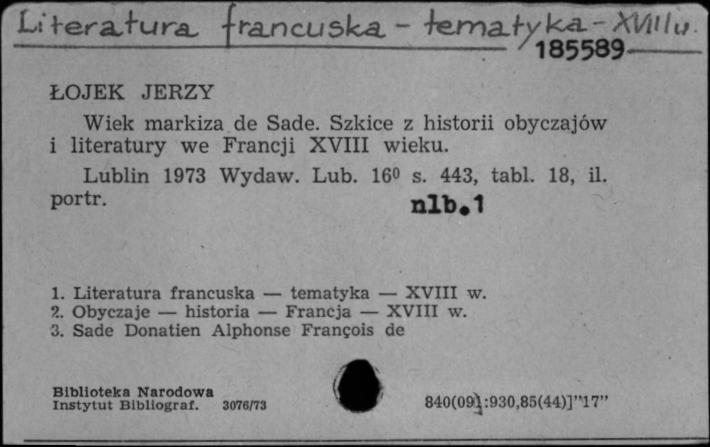 Literatura francuska - tematyka - XVIII w.
185589
ŁOJEK JERZY
Wiek markiza de Sade. Szkice z historii obyczajów
i literatury we Francji XVIII wieku.
Lublin 1973 Wydaw. Lub. 16⁰ s. 443, tabl. 18, il.
portr.
nlb.1
1. Literatura francuska — tematyka — XVIII w.
2. Obyczaje — historia — Francja — XVIII w.
3. Sade Donatien Alphonse François de
Biblioteka Narodowa
Instytut Bibliograf. 3076/73
840(091:930,85(44)]"17"